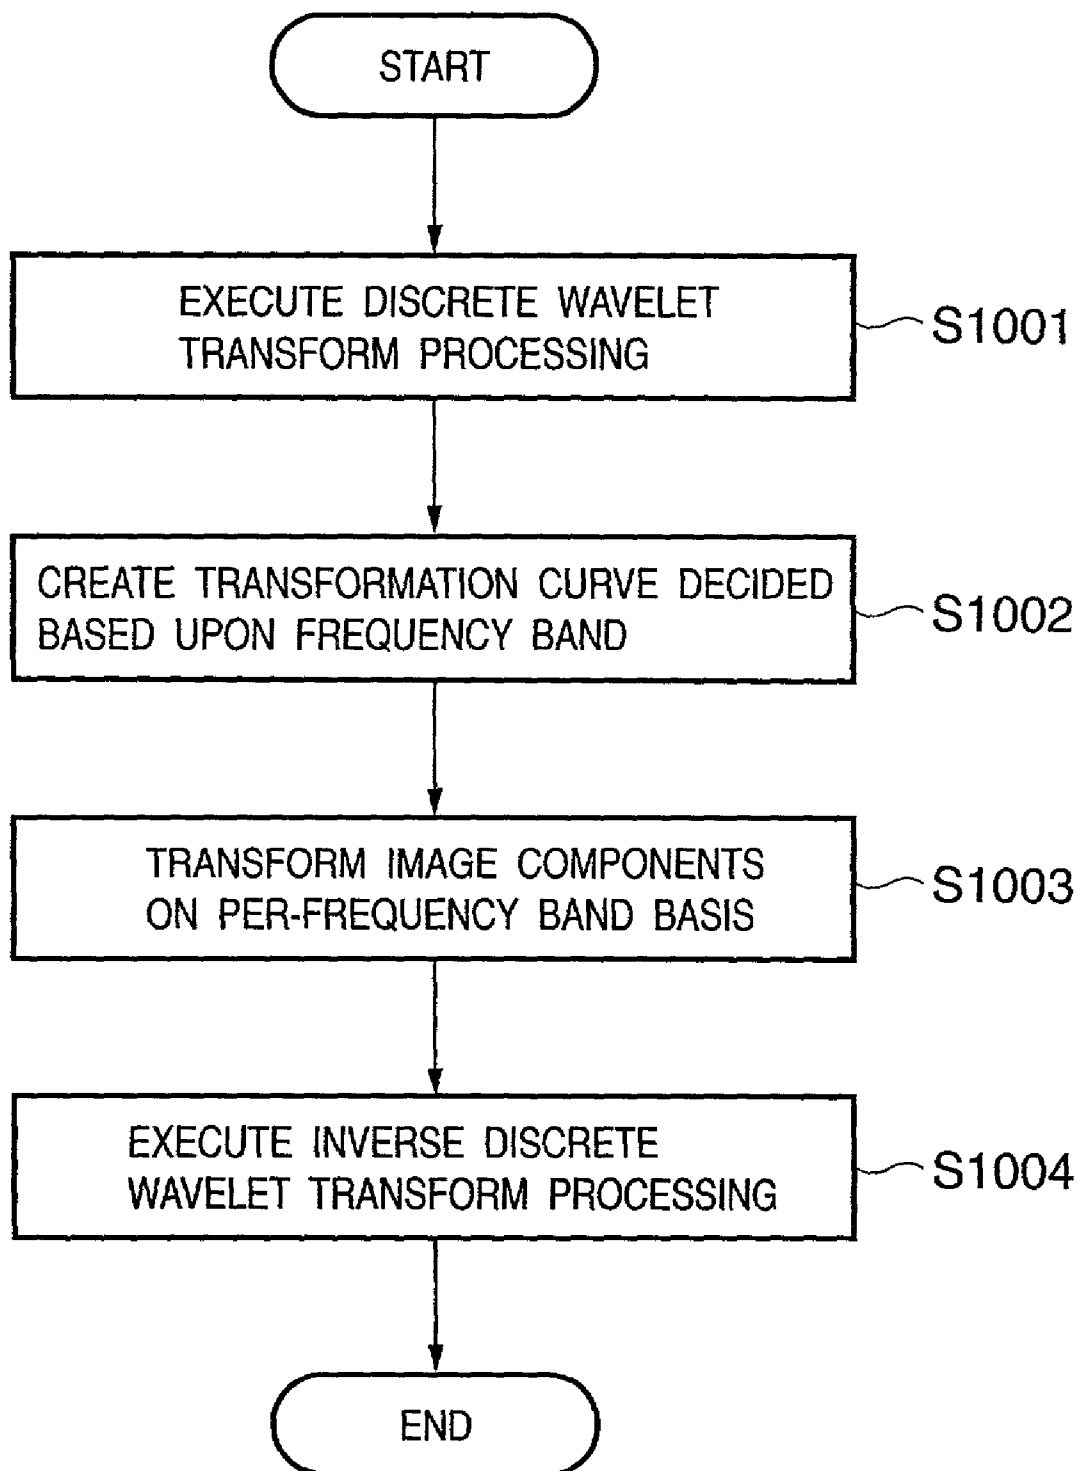 START
EXECUTE DISCRETE WAVELET
TRANSFORM PROCESSING
S1001
CREATE TRANSFORMATION CURVE DECIDED
BASED UPON FREQUENCY BAND
S1002
TRANSFORM IMAGE COMPONENTS
ON PER-FREQUENCY BAND BASIS
S1003
EXECUTE INVERSE DISCRETE
WAVELET TRANSFORM PROCESSING
S1004
END